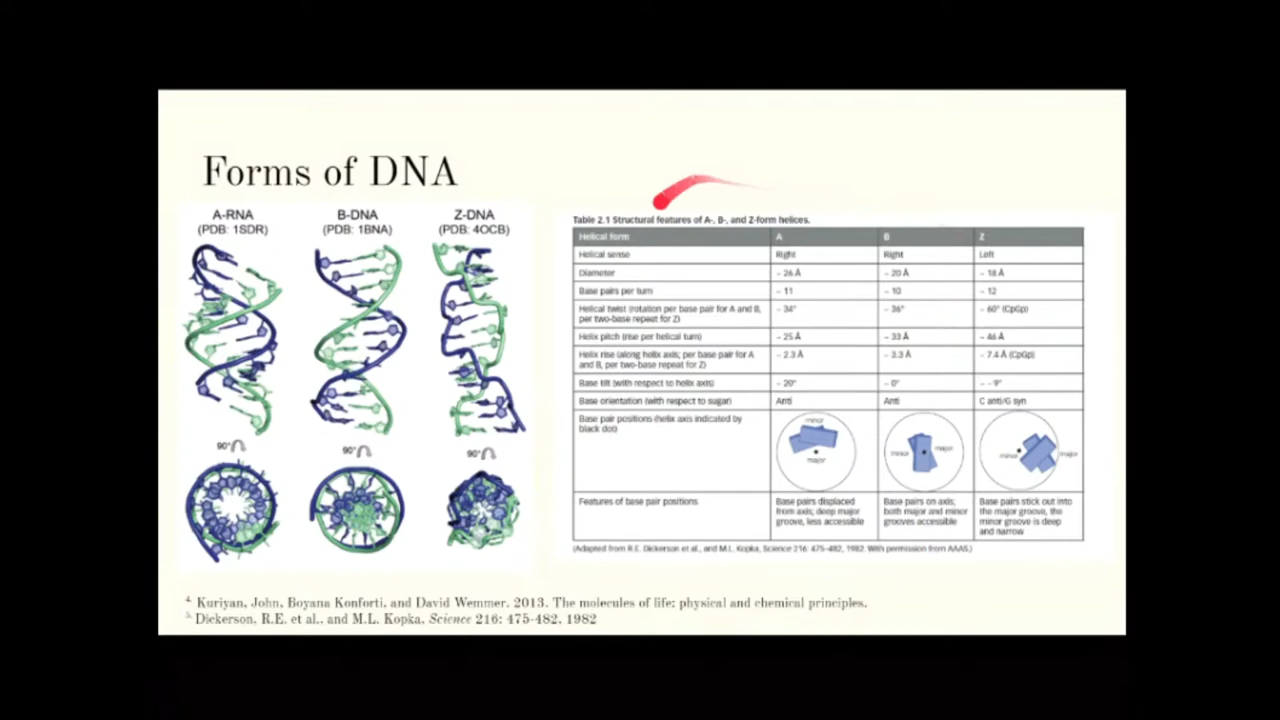 Forms of DNA
A-RNA
(PDB: 1SDR)
B-DNA
(PDB: 1BNA)
Z-DNA
(PDB: 4OCB)
90°
90°
90°
Table 2.1 Structural features of A-, B-, and Z-form helices.
Helical form A B Z
Helical sense Right Right Left
Diameter ~ 26 Å ~ 20 Å ~ 18 Å
Base pairs per turn ~ 11 ~ 10 ~ 12
Helical twist (rotation per base pair for A and B, ~ 34° ~ 36° ~ 60° (CpGp)
per two-base repeat for Z)
Helix pitch (rise per helical turn) ~ 25 Å ~ 33 Å ~ 46 Å
Helix rise (along helix axis; per base pair for A ~ 2.3 Å ~ 3.3 Å ~ 7.4 Å (CpGp)
and B, per two-base repeat for Z)
Base tilt (with respect to helix axis) ~ 20° ~ 0° ~ -9°
Base orientation (with respect to sugar) Anti Anti C anti/G syn
Base pair positions (helix axis indicated by
black dot)
minor
major
minor major
minor major
Features of base pair positions Base pairs displaced Base pairs on axis; Base pairs stick out into
from axis; deep major both major and minor the major groove, the
groove, less accessible grooves accessible minor groove is deep
and narrow
(Adapted from R.E. Dickerson et al., and M.L. Kopka, Science 216: 475-482, 1982. With permission from AAAS.)
4. Kuriyan, John, Boyana Konforti, and David Wemmer. 2013. The molecules of life: physical and chemical principles.
5. Dickerson, R.E. et al., and M.L. Kopka, Science 216: 475-482, 1982